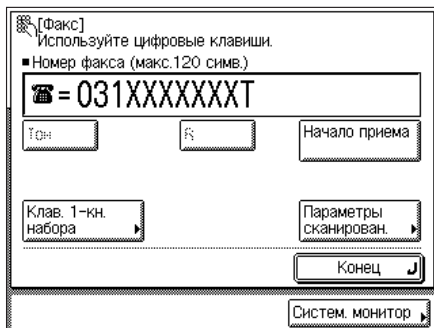 [Факс]
Используйте цифровые клавиши.
■Номер факса (макс.120 симв.)
☎=031XXXXXXXT
Тон
R
Начало приема
Клав. 1-кн.
набора
Параметры
сканирован.
Конец
Систем. монитор